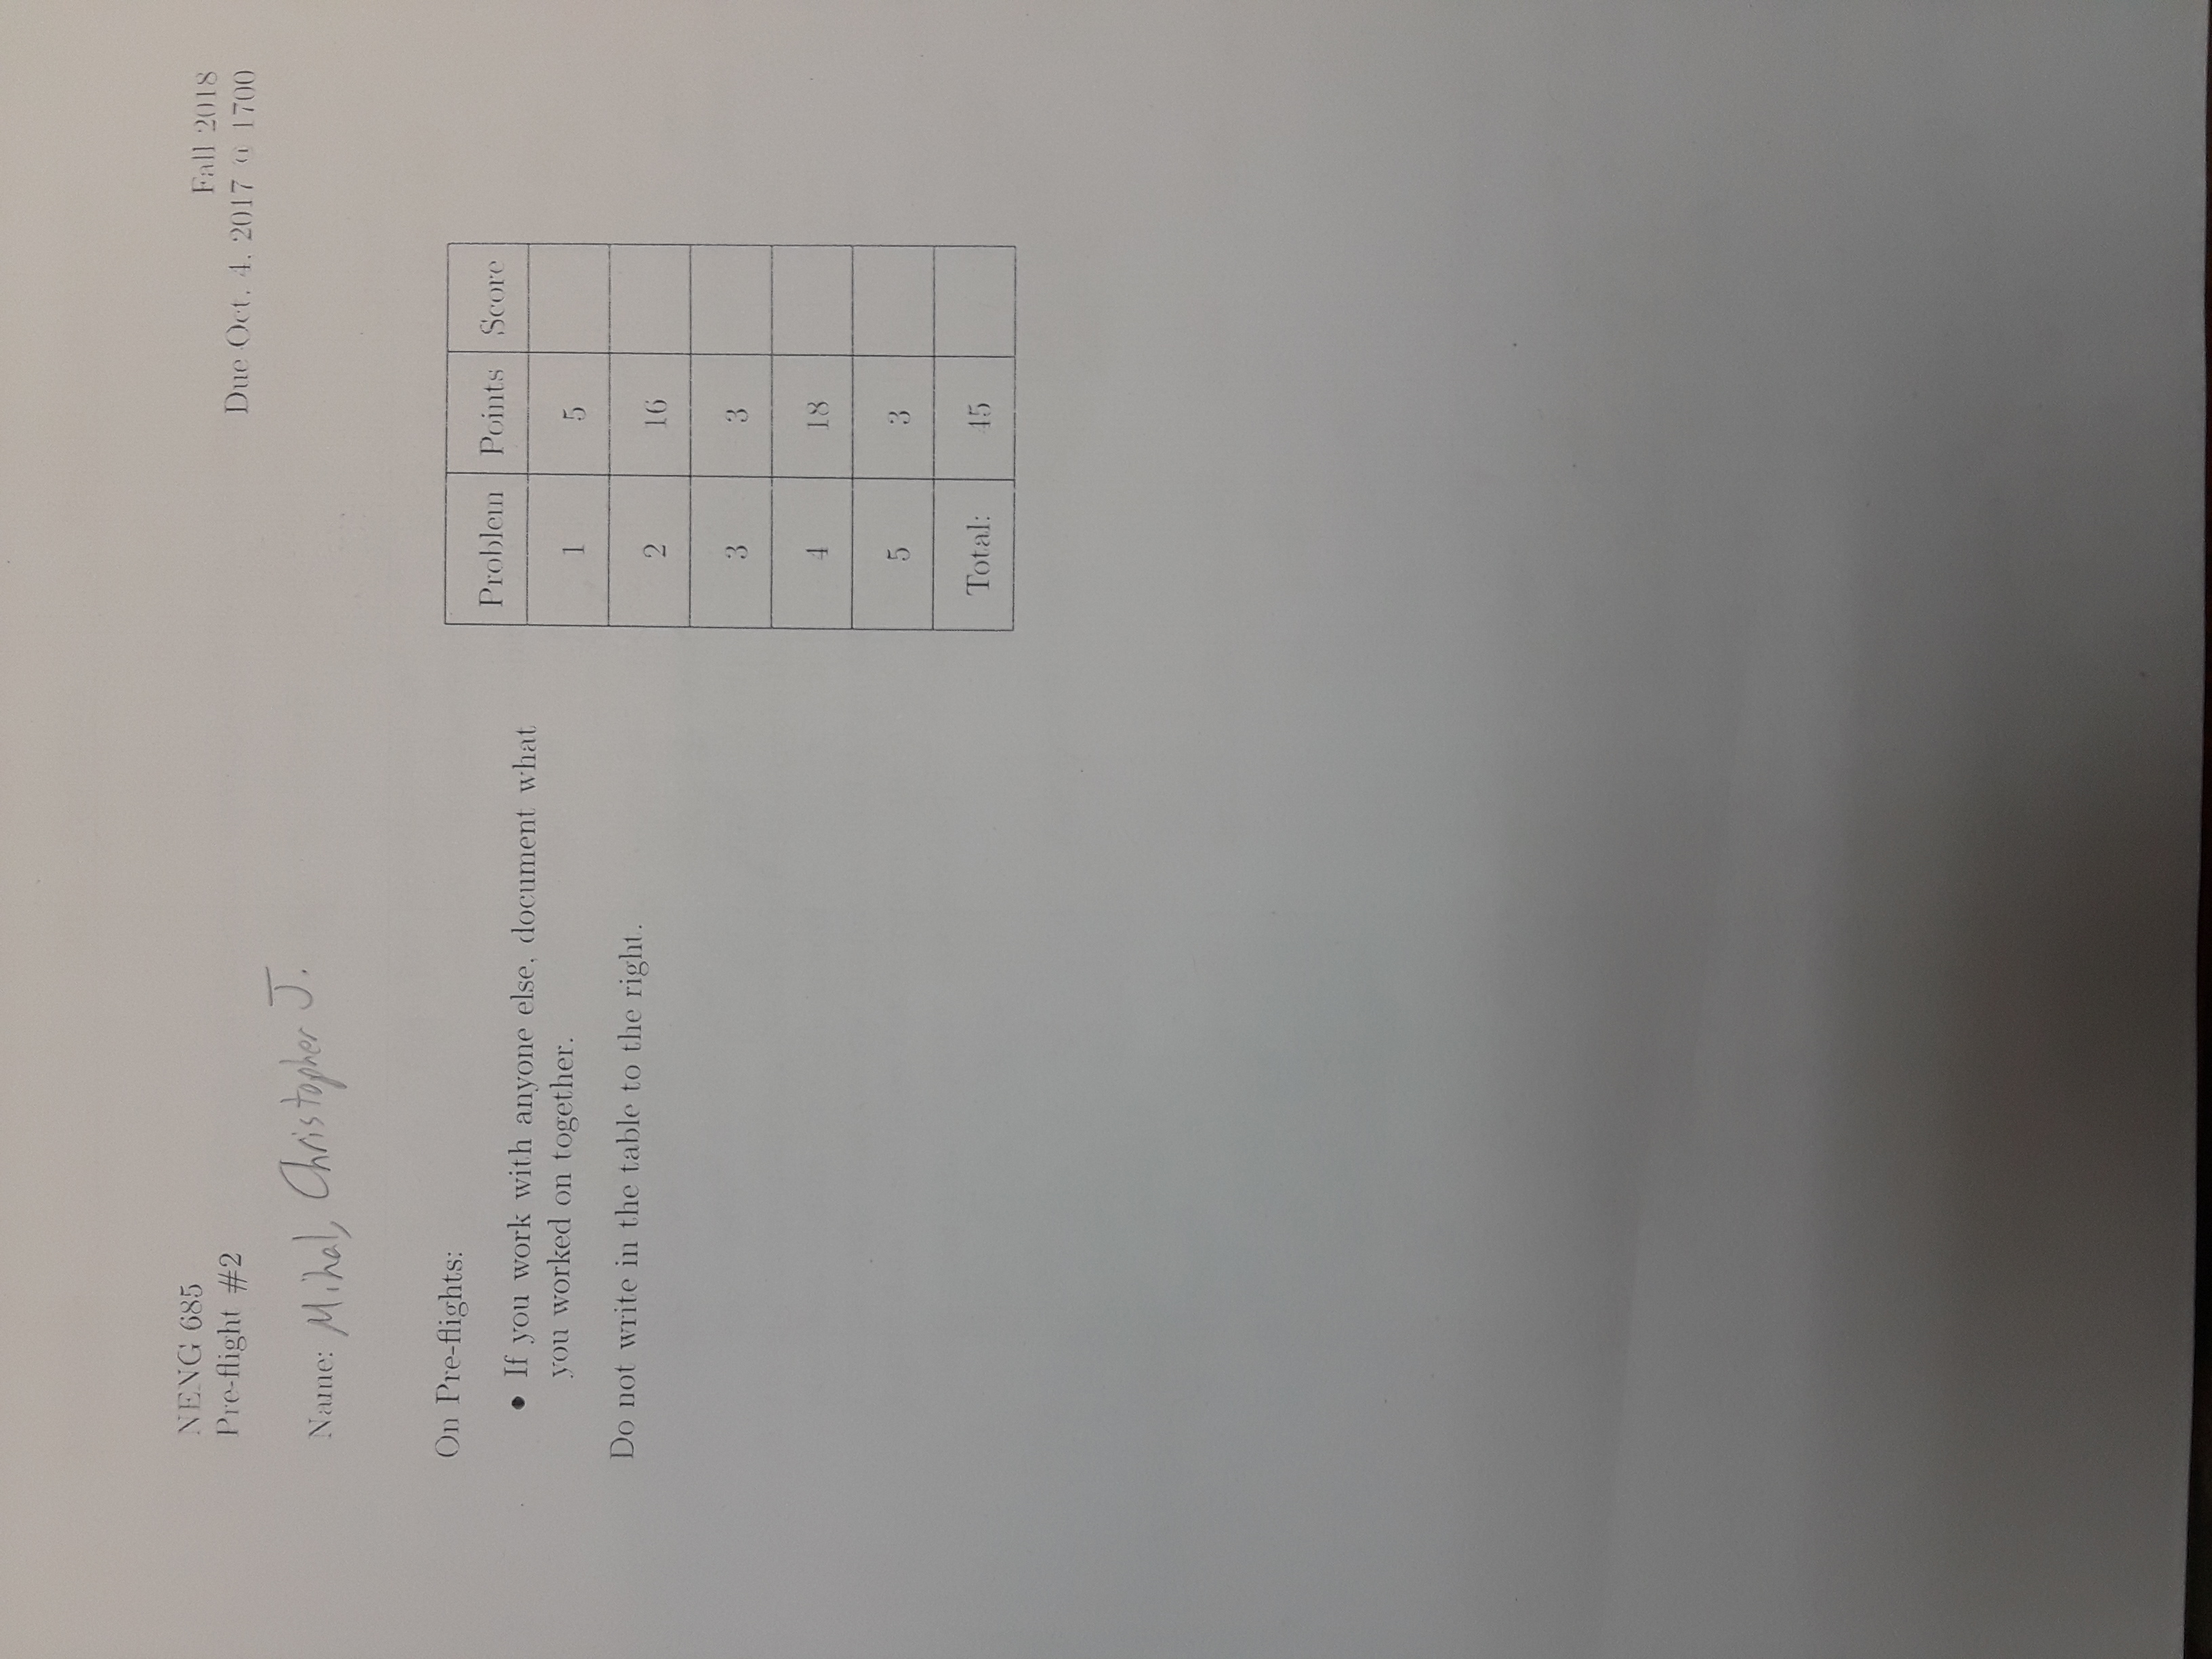 NENG 685
Pre-flight #2
Fall 2018
Due Oct. 4, 2017 @ 1700
Name: Mihal, Christopher J.
On Pre-flights:
• If you work with anyone else, document what
you worked on together.
Do not write in the table to the right.
Problem Points Score
1 5
2 16
3 3
4 18
5 3
Total: 45